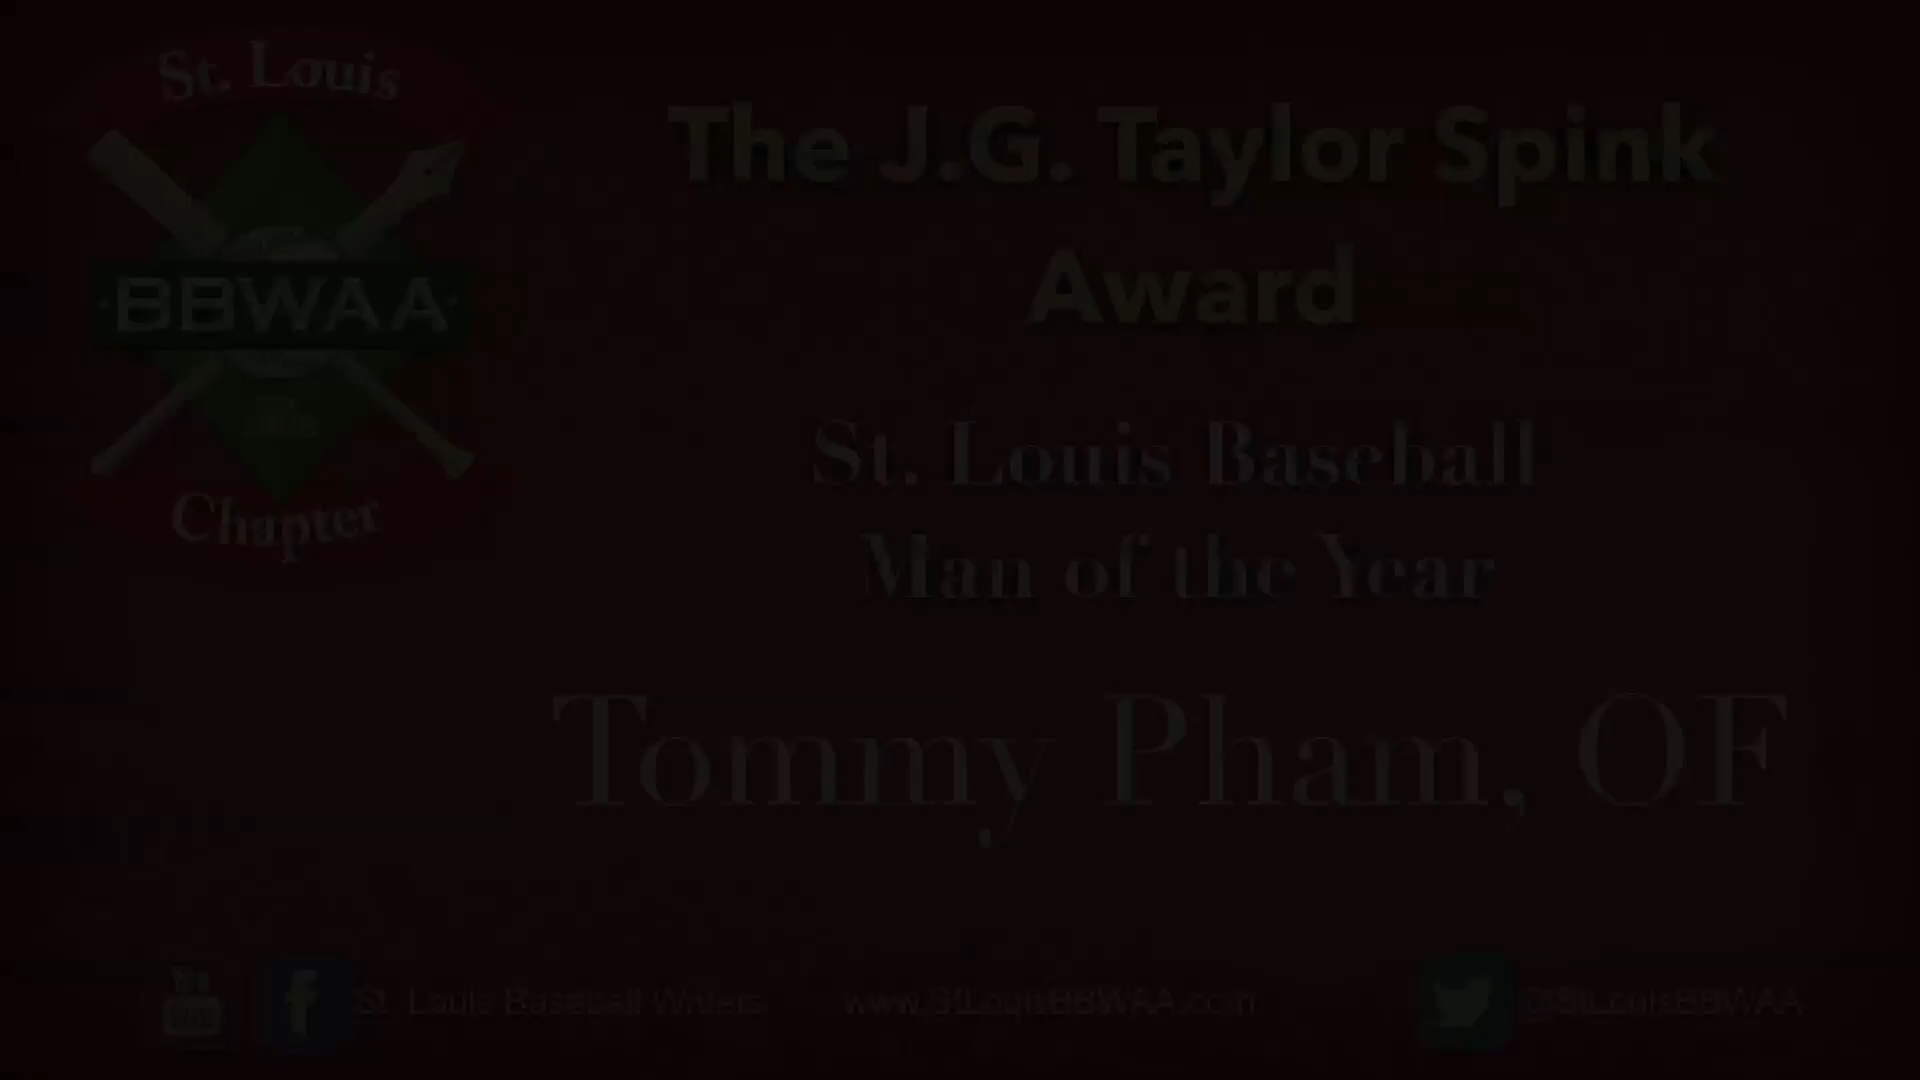 St. Louis
BBWAA
Chapter
The J.G. Taylor Spink
Award
St. Louis Baseball
Man of the Year
Tommy Pham, OF
St. Louis Baseball Writers
www.StLouisBBWAA.com
@StLouisBBWAA